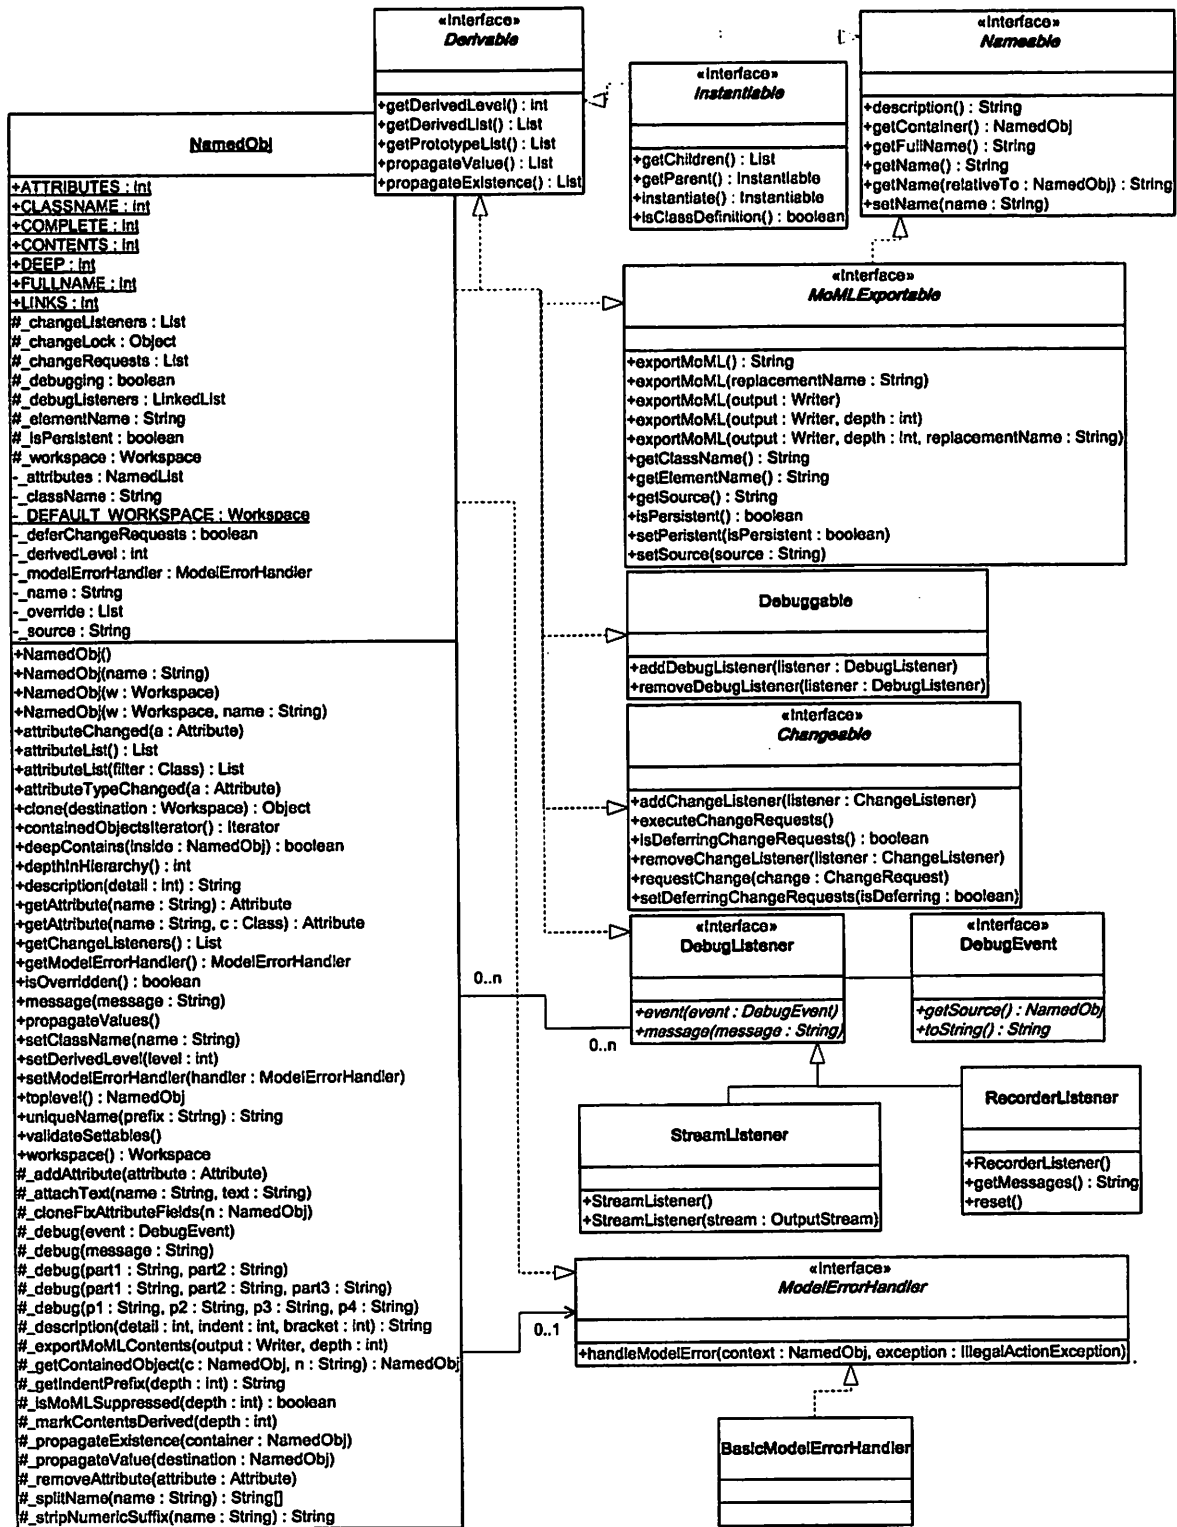 «Interface»
Derivable
+getDerivedLevel() : int
+getDerivedList() : List
+getPrototypeList() : List
+propagateValue() : List
+propagateExistence() : List
«Interface»
Instantiable
+getChildren() : List
+getParent() : Instantiable
+instantiate() : Instantiable
+isClassDefinition() : boolean
«Interface»
Nameable
+description() : String
+getContainer() : NamedObj
+getFullName() : String
+getName() : String
+getName(relativeTo : NamedObj) : String
+setName(name : String)
NamedObj
+ATTRIBUTES : int
+CLASSNAME : int
+COMPLETE : int
+CONTENTS : int
+DEEP : int
+FULLNAME : int
+LINKS : int
#_changeListeners : List
#_changeLock : Object
#_changeRequests : List
#_debugging : boolean
#_debugListeners : LinkedList
#_elementName : String
#_isPersistent : boolean
#_workspace : Workspace
-_attributes : NamedList
-_className : String
-_DEFAULT_WORKSPACE : Workspace
-_deferChangeRequests : boolean
-_derivedLevel : int
-_modelErrorHandler : ModelErrorHandler
-_name : String
-_override : List
-_source : String
+NamedObj()
+NamedObj(name : String)
+NamedObj(w : Workspace)
+NamedObj(w : Workspace, name : String)
+attributeChanged(a : Attribute)
+attributeList() : List
+attributeList(filter : Class) : List
+attributeTypeChanged(a : Attribute)
+clone(destination : Workspace) : Object
+containedObjectsIterator() : Iterator
+deepContains(inside : NamedObj) : boolean
+depthInHierarchy() : int
+description(detail : int) : String
+getAttribute(name : String) : Attribute
+getAttribute(name : String, c : Class) : Attribute
+getChangeListeners() : List
+getModelErrorHandler() : ModelErrorHandler
+isOverridden() : boolean
+message(message : String)
+propagateValues()
+setClassName(name : String)
+setDerivedLevel(level : int)
+setModelErrorHandler(handler : ModelErrorHandler)
+toplevel() : NamedObj
+uniqueName(prefix : String) : String
+validateSettables()
+workspace() : Workspace
#_addAttribute(attribute : Attribute)
#_attachText(name : String, text : String)
#_cloneFixAttributeFields(n : NamedObj)
#_debug(event : DebugEvent)
#_debug(message : String)
#_debug(part1 : String, part2 : String)
#_debug(part1 : String, part2 : String, part3 : String)
#_debug(p1 : String, p2 : String, p3 : String, p4 : String)
#_description(detail : int, indent : int, bracket : int) : String
#_exportMoMLContents(output : Writer, depth : int)
#_getContainedObject(c : NamedObj, n : String) : NamedObj
#_getIndentPrefix(depth : int) : String
#_isMoMLSuppressed(depth : int) : boolean
#_markContentsDerived(depth : int)
#_propagateExistence(container : NamedObj)
#_propagateValue(destination : NamedObj)
#_removeAttribute(attribute : Attribute)
#_splitName(name : String) : String[]
#_stripNumericSuffix(name : String) : String
«Interface»
MoMLExportable
+exportMoML() : String
+exportMoML(replacementName : String)
+exportMoML(output : Writer)
+exportMoML(output : Writer, depth : int)
+exportMoML(output : Writer, depth : int, replacementName : String)
+getClassName() : String
+getElementName() : String
+getSource() : String
+isPersistent() : boolean
+setPeristent(isPersistent : boolean)
+setSource(source : String)
Debuggable
+addDebugListener(listener : DebugListener)
+removeDebugListener(listener : DebugListener)
«Interface»
Changeable
+addChangeListener(listener : ChangeListener)
+executeChangeRequests()
+isDeferringChangeRequests() : boolean
+removeChangeListener(listener : ChangeListener)
+requestChange(change : ChangeRequest)
+setDeferringChangeRequests(isDeferring : boolean)
«Interface»
DebugListener
+event(event : DebugEvent)
+message(message : String)
«Interface»
DebugEvent
+getSource() : NamedObj
+toString() : String
0..n
0..n
StreamListener
+StreamListener()
+StreamListener(stream : OutputStream)
RecorderListener
+RecorderListener()
+getMessages() : String
+reset()
«Interface»
ModelErrorHandler
+handleModelError(context : NamedObj, exception : IllegalActionException)
0..1
BasicModelErrorHandler